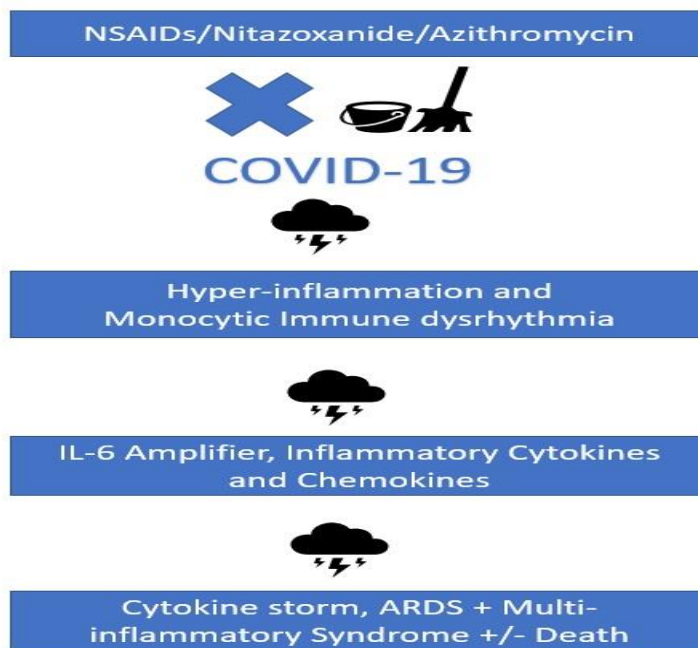 NSAIDs/Nitazoxanide/Azithromycin
COVID-19
Hyper-inflammation and
Monocytic Immune dysrhythmia
IL-6 Amplifier, Inflammatory Cytokines
and Chemokines
Cytokine storm, ARDS + Multi-
inflammatory Syndrome +/- Death